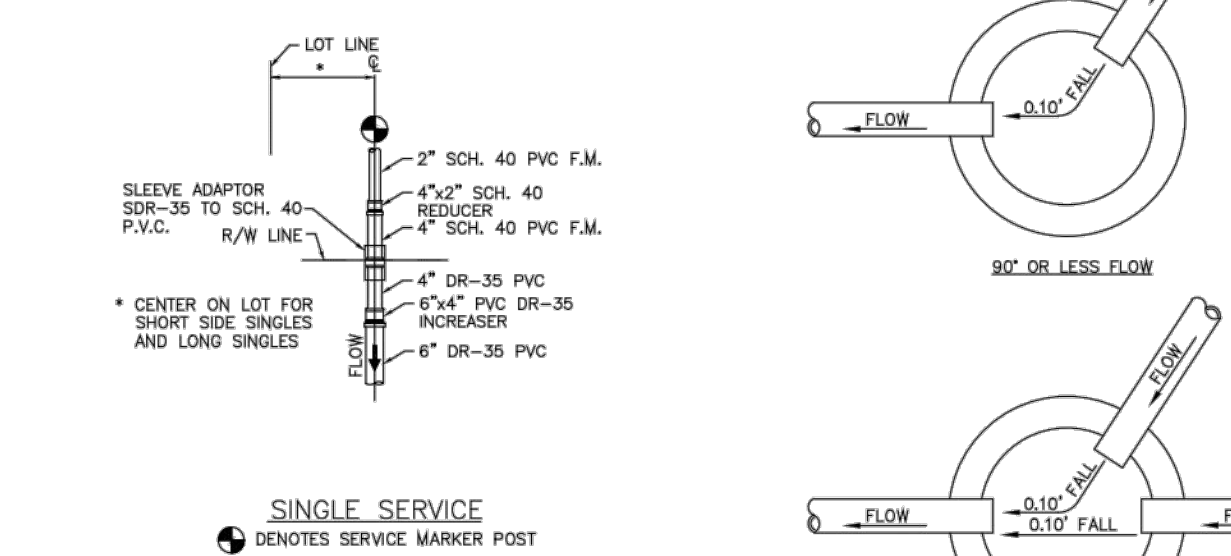 LOT LINE
℄
*
2" SCH. 40 PVC F.M.
SLEEVE ADAPTOR
SDR-35 TO SCH. 40
P.V.C.
4"x2" SCH. 40
REDUCER
4" SCH. 40 PVC F.M.
R/W LINE
4" DR-35 PVC
6"x4" PVC DR-35
INCREASER
* CENTER ON LOT FOR
SHORT SIDE SINGLES
AND LONG SINGLES
FLOW
6" DR-35 PVC
SINGLE SERVICE
DENOTES SERVICE MARKER POST
FLOW
0.10' FALL
90° OR LESS FLOW
FLOW
FLOW
0.10' FALL
0.10' FALL